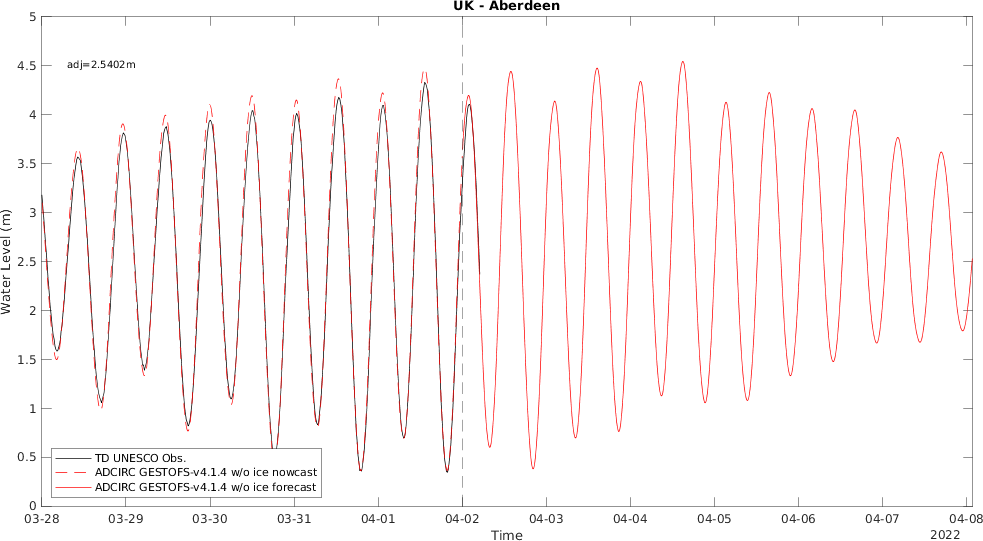 UK - Aberdeen
5
4.5
4
3.5
3
2.5
2
1.5
1
0.5
0
Water Level (m)
adj=2.5402m
TD UNESCO Obs.
ADCIRC GESTOFS-v4.1.4 w/o ice nowcast
ADCIRC GESTOFS-v4.1.4 w/o ice forecast
03-28 03-29 03-30 03-31 04-01 04-02 04-03 04-04 04-05 04-06 04-07 04-08
Time
2022